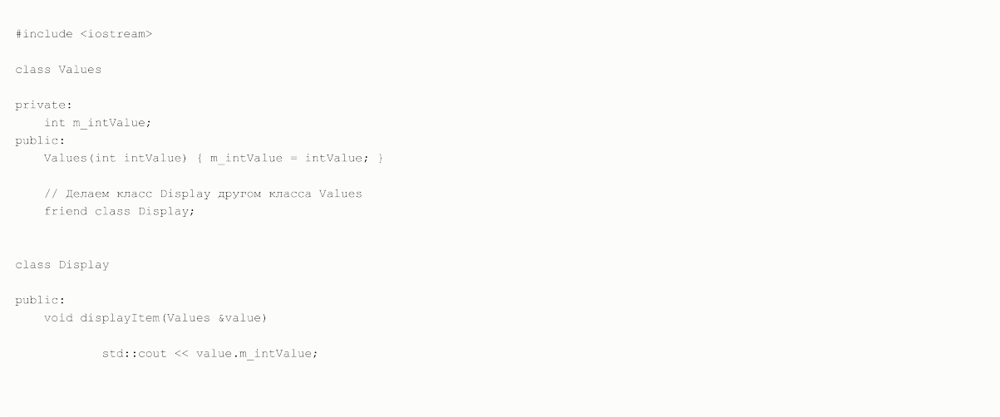 #include <iostream>
class Values
private:
    int m_intValue;
public:
    Values(int intValue) { m_intValue = intValue; }
    // Делаем класс Display другом класса Values
    friend class Display;
class Display
public:
    void displayItem(Values &value)
            std::cout << value.m_intValue;